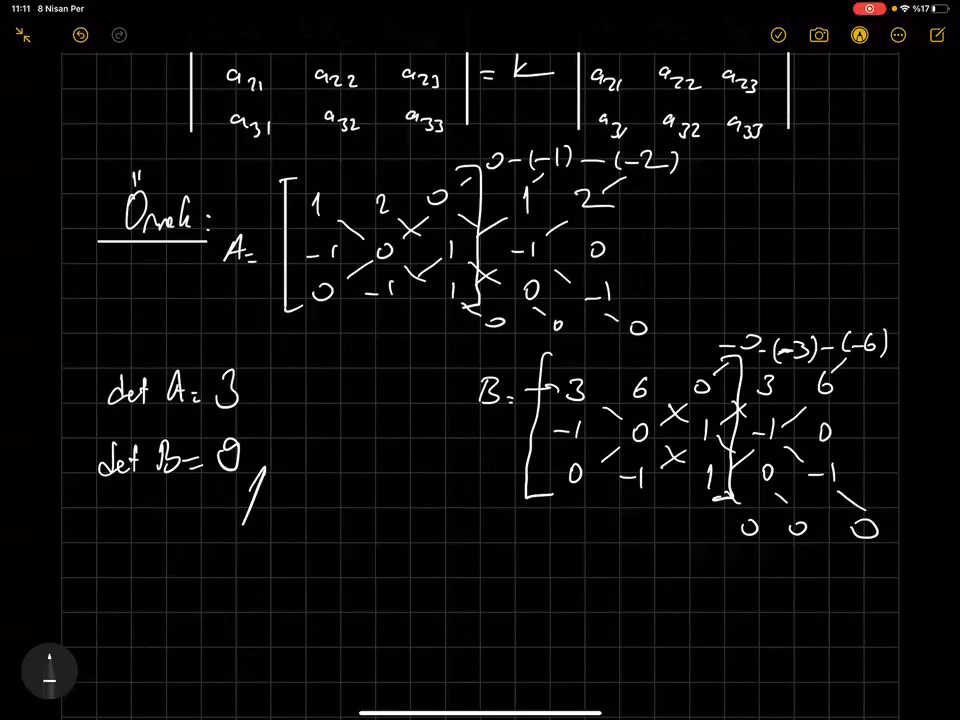 11:11 8 Nisan Per %17
a21 a22 a23 = k a21 a22 a23
a31 a32 a33 a31 a32 a33
0-(-1)-(-2)
Örnek: A= 1 2 0 1 2
-1 0 1 -1 0
0 -1 1 0 -1
0 0 0
-0-(-3)-(-6)
det A = 3
B = 3 6 0 3 6
-1 0 1 -1 0
det B = 9
0 -1 1 0 -1
0 0 0